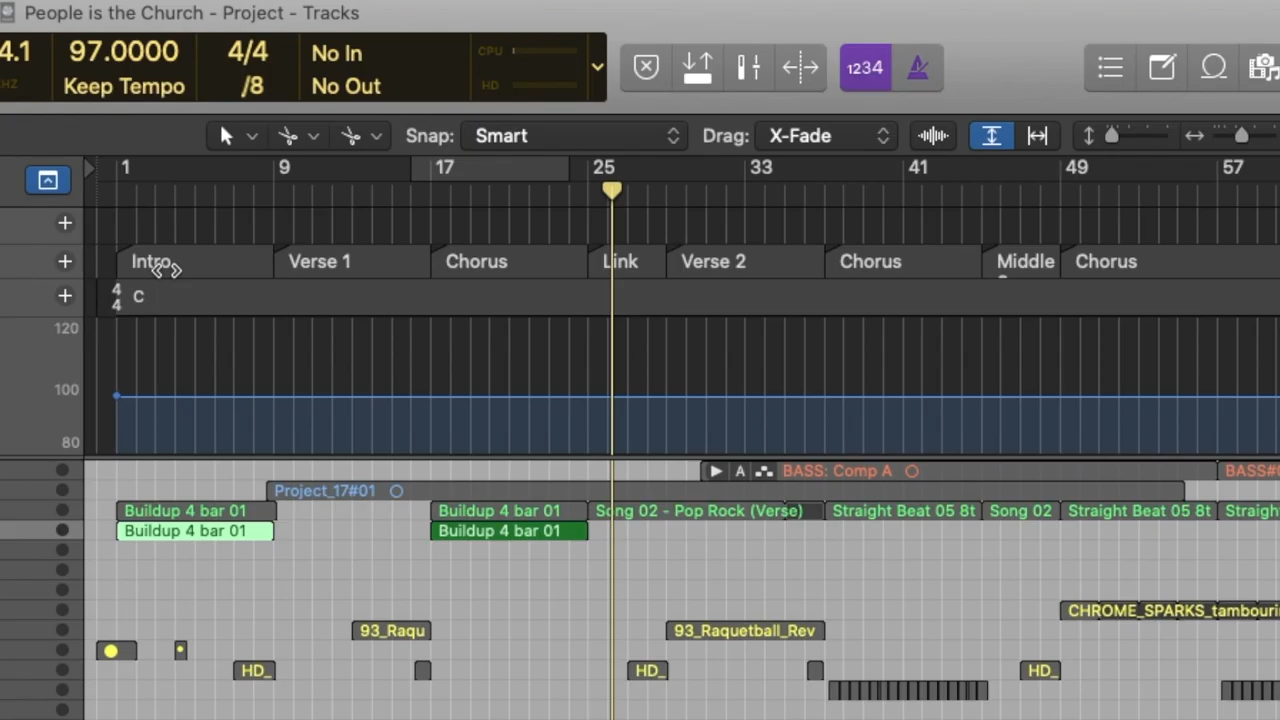 People is the Church - Project - Tracks
4.1 97.0000 4/4 No In CPU
HZ Keep Tempo /8 No Out HD
1234
Snap: Smart Drag: X-Fade
1 9 17 25 33 41 49 57
Intro Verse 1 Chorus Link Verse 2 Chorus Middle Chorus
4
4 C
120
100
80
A BASS: Comp A BASS#
Project_17#01
Buildup 4 bar 01 Buildup 4 bar 01 Song 02 - Pop Rock (Verse) Straight Beat 05 8t Song 02 Straight Beat 05 8t Straigh
Buildup 4 bar 01 Buildup 4 bar 01
CHROME_SPARKS_tambouri
93_Raqu 93_Raquetball_Rev
HD_ HD_ HD_